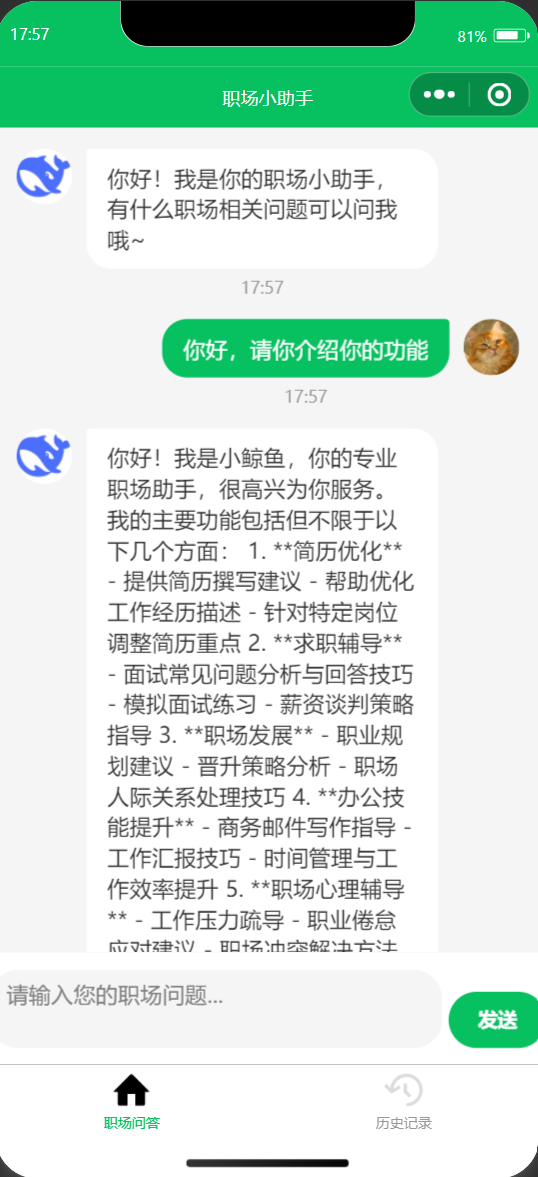 17:57
81%
职场小助手
你好！我是你的职场小助手，
有什么职场相关问题可以问我
哦~
17:57
你好，请你介绍你的功能
17:57
你好！我是小鲸鱼，你的专业
职场助手，很高兴为你服务。
我的主要功能包括但不限于以
下几个方面： 1. **简历优化**
- 提供简历撰写建议 - 帮助优化
工作经历描述 - 针对特定岗位
调整简历重点 2. **求职辅导**
- 面试常见问题分析与回答技巧
- 模拟面试练习 - 薪资谈判策略
指导 3. **职场发展** - 职业规
划建议 - 晋升策略分析 - 职场
人际关系处理技巧 4. **办公技
能提升** - 商务邮件写作指导 -
工作汇报技巧 - 时间管理与工
作效率提升 5. **职场心理辅导
** - 工作压力疏导 - 职业倦怠
应对建议 - 职场冲突解决方法
请输入您的职场问题...
发送
职场问答
历史记录